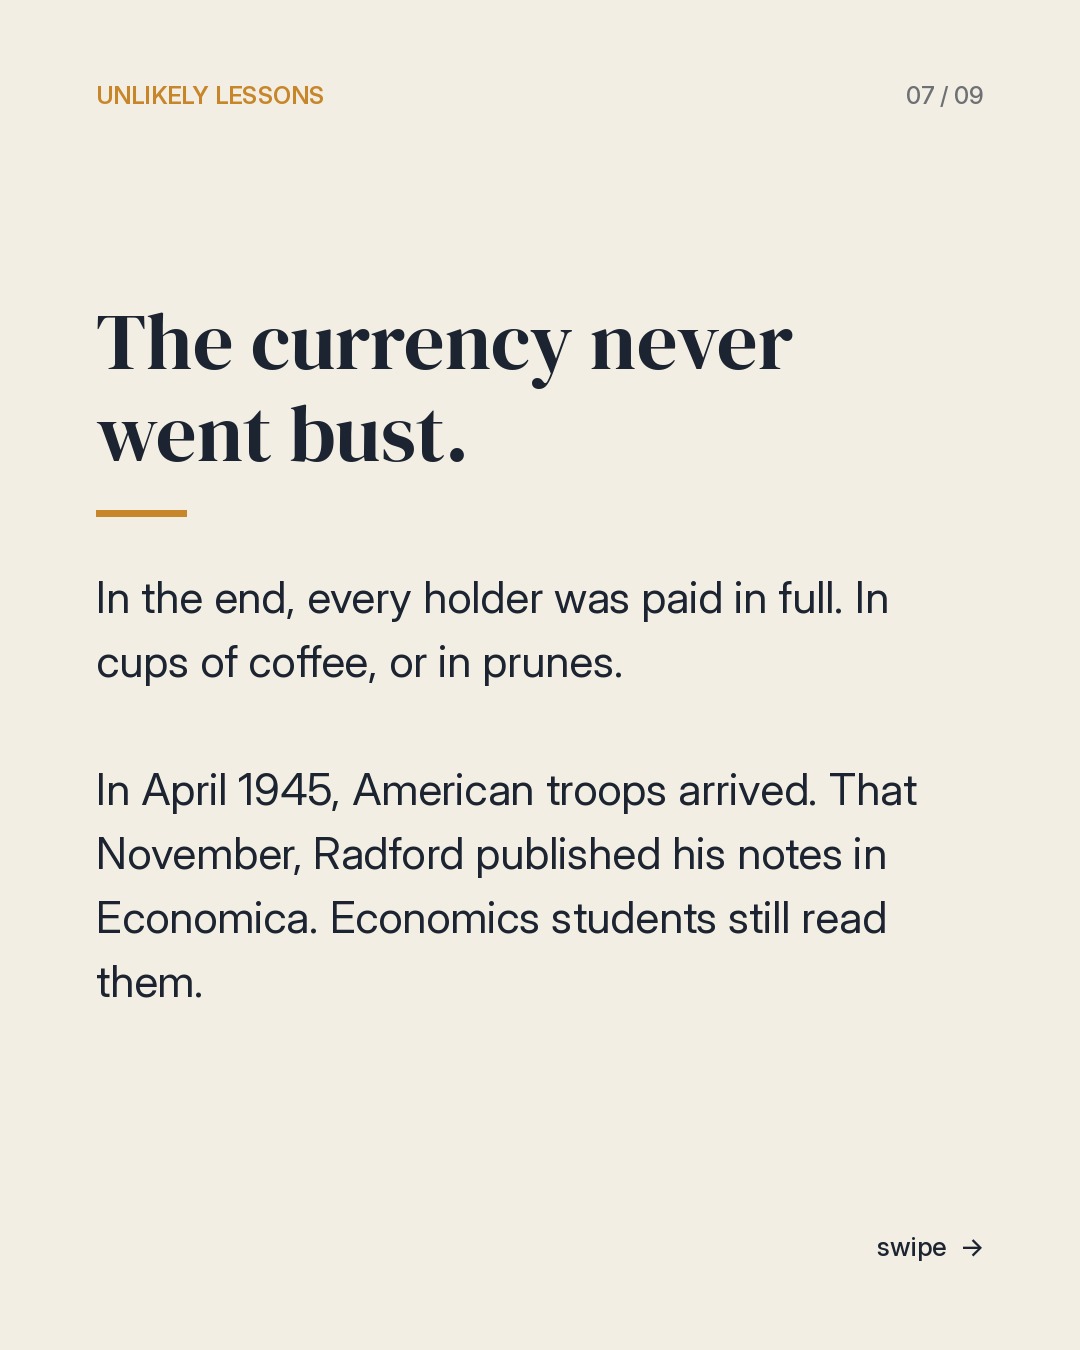 UNLIKELY LESSONS
07 / 09
The currency never
went bust.
In the end, every holder was paid in full. In
cups of coffee, or in prunes.
In April 1945, American troops arrived. That
November, Radford published his notes in
Economica. Economics students still read
them.
swipe →